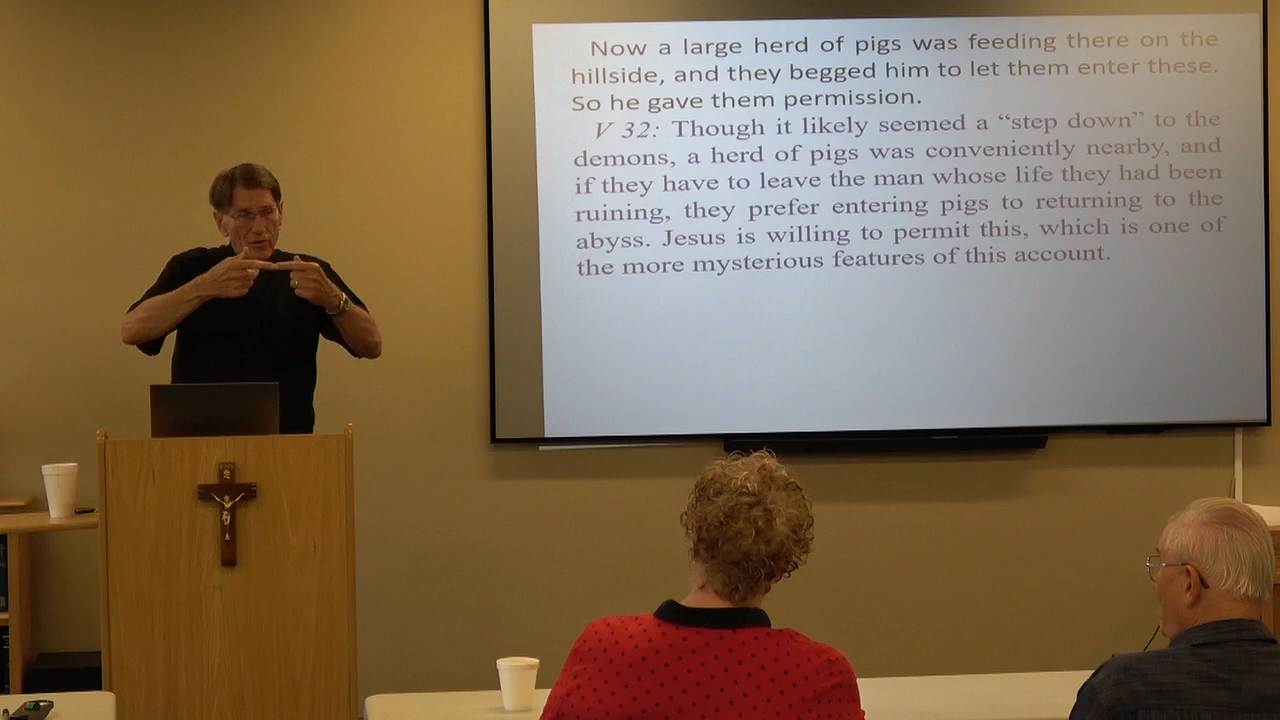 Now a large herd of pigs was feeding there on the
hillside, and they begged him to let them enter these.
So he gave them permission.
V 32: Though it likely seemed a “step down” to the
demons, a herd of pigs was conveniently nearby, and
if they have to leave the man whose life they had been
ruining, they prefer entering pigs to returning to the
abyss. Jesus is willing to permit this, which is one of
the more mysterious features of this account.